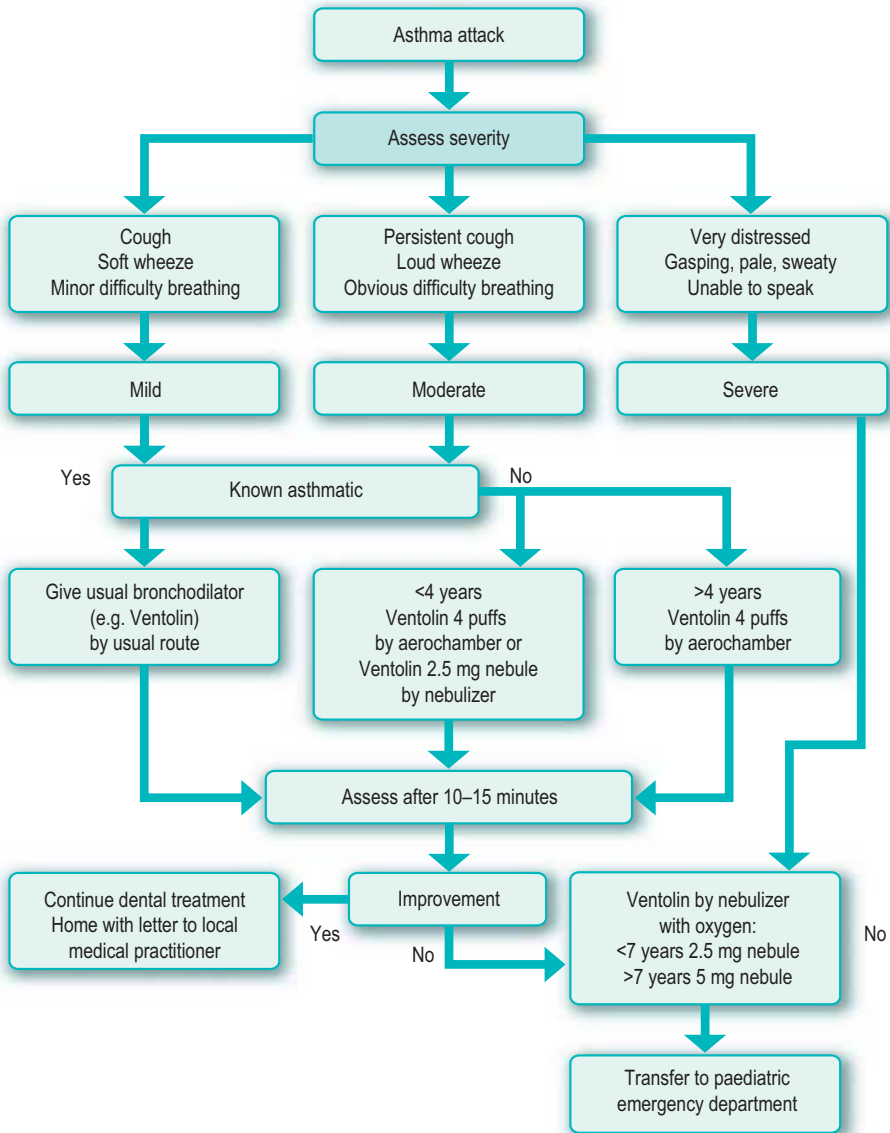 Asthma attack
Assess severity
Cough
Soft wheeze
Minor difficulty breathing
Persistent cough
Loud wheeze
Obvious difficulty breathing
Very distressed
Gasping, pale, sweaty
Unable to speak
Mild
Moderate
Severe
Yes
Known asthmatic
No
Give usual bronchodilator
(e.g. Ventolin)
by usual route
<4 years
Ventolin 4 puffs
by aerochamber or
Ventolin 2.5 mg nebule
by nebulizer
>4 years
Ventolin 4 puffs
by aerochamber
Assess after 10–15 minutes
Continue dental treatment
Home with letter to local
medical practitioner
Yes
Improvement
No
Ventolin by nebulizer
with oxygen:
<7 years 2.5 mg nebule
>7 years 5 mg nebule
No
Transfer to paediatric
emergency department